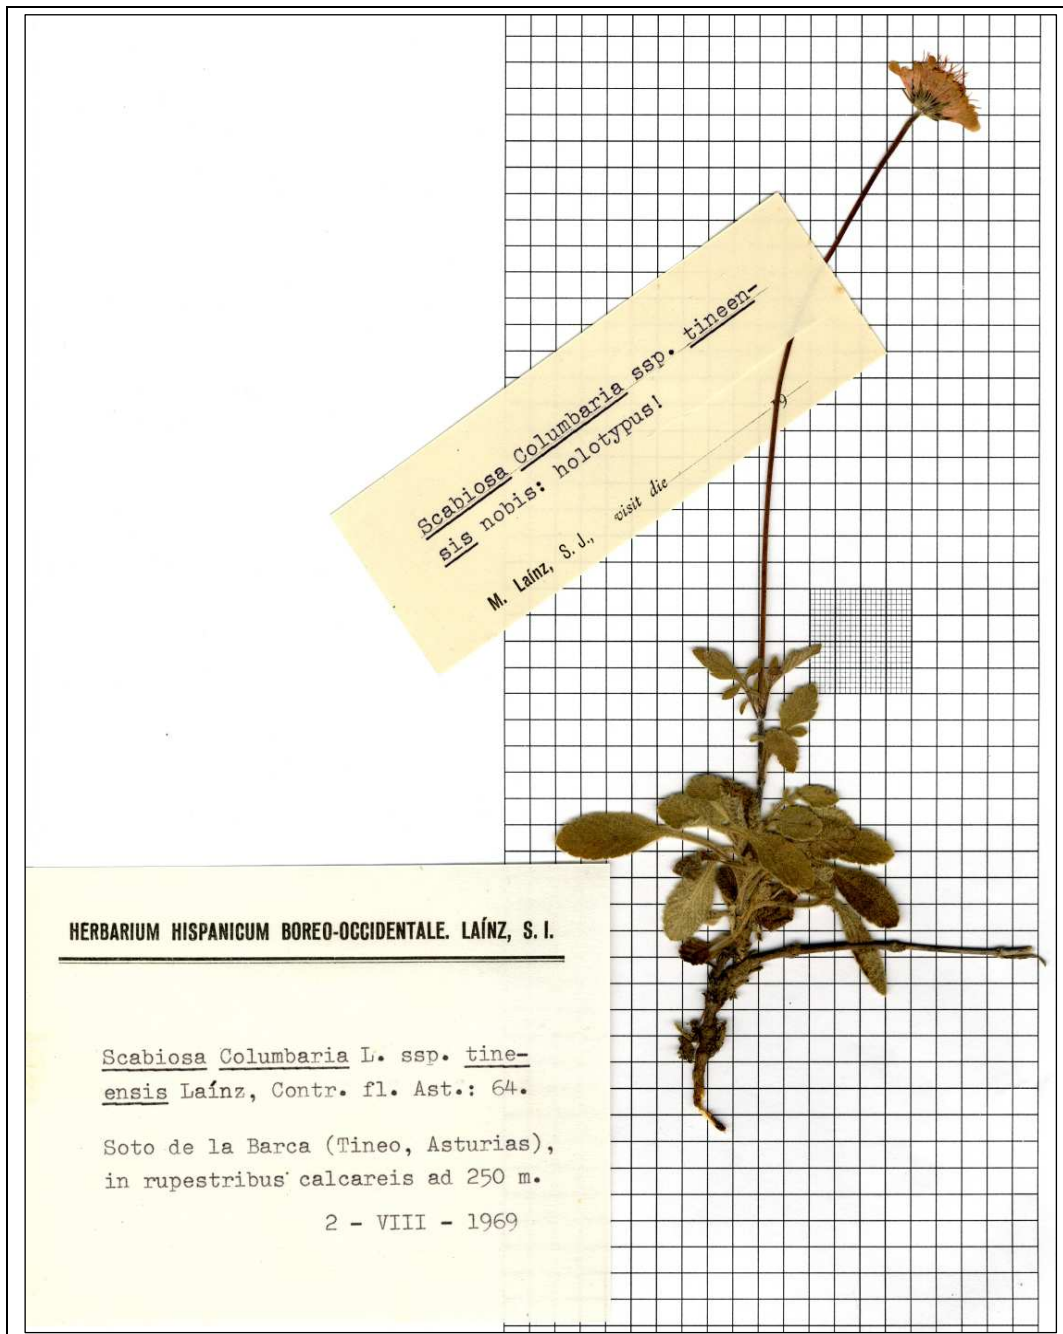 Scabiosa Columbaria ssp. tineen-
sis nobis: holotypus!
M. Laínz, S. J., visit die 19
HERBARIUM HISPANICUM BOREO-OCCIDENTALE. LAÍNZ, S. I.
Scabiosa Columbaria L. ssp. tine-
ensis Laínz, Contr. fl. Ast.: 64.
Soto de la Barca (Tineo, Asturias),
in rupestribus calcareis ad 250 m.
2 - VIII - 1969